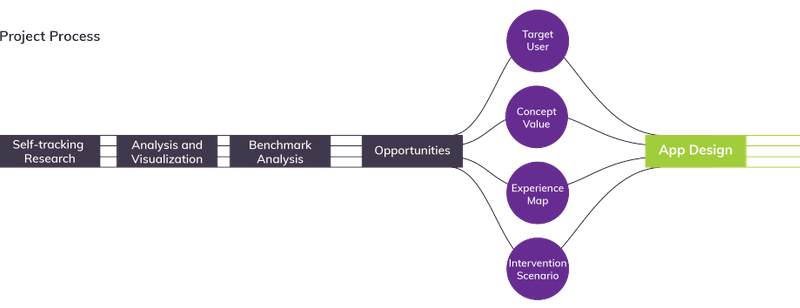 Project Process
Self-tracking
Research
Analysis and
Visualization
Benchmark
Analysis
Opportunities
Target
User
Concept
Value
Experience
Map
Intervention
Scenario
App Design